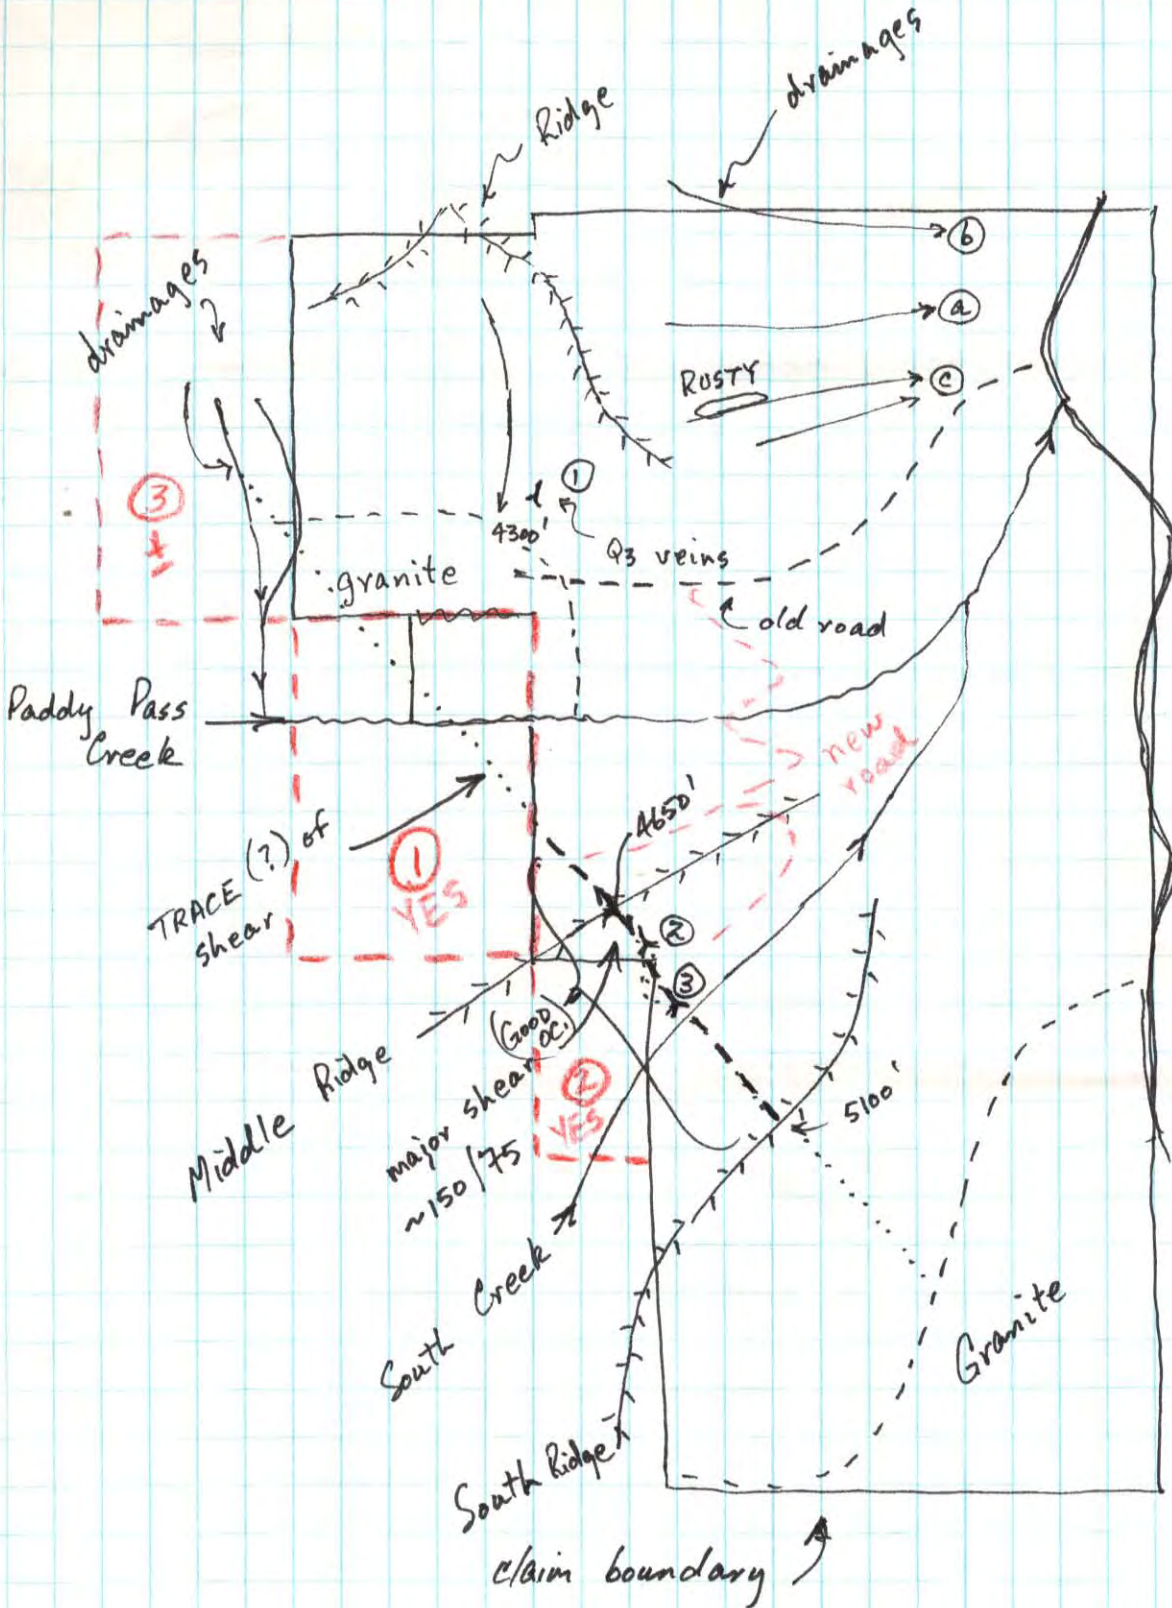 drainages
Ridge
b
drainages
a
RUSTY
c
3
1
4300'
Q3 veins
granite
old road
Paddy Pass
Creek
new
road
4650'
TRACE (?) of
shear
1
YES
2
3
(GOOD
OC.)
Middle Ridge
major shear
~150/75
2
YES
5100'
South Creek
Granite
South Ridge
claim boundary